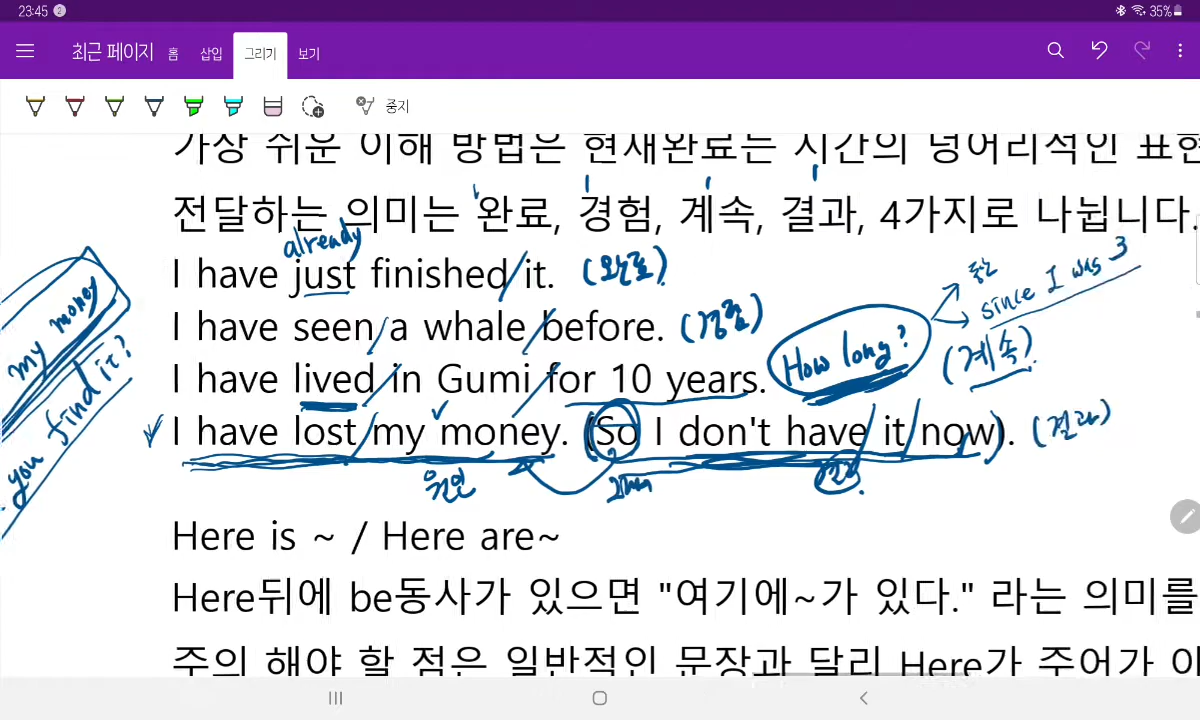 23:45 2 35%
최근 페이지 홈 삽입 그리기 보기
중지
가장 쉬운 이해 방법은 현재완료는 시간의 덩어리적인 표현
전달하는 의미는 완료, 경험, 계속, 결과, 4가지로 나뉩니다.
already
I have just finished it. (완료)
I have seen a whale before. (경험)
How long?
since I was 3
(계속)
I have lived in Gumi for 10 years.
I have lost my money. (So I don't have it now). (결과)
원인
my money
you find it?
Here is ~ / Here are~
Here뒤에 be동사가 있으면 "여기에~가 있다." 라는 의미를
주의 해야 할 점은 일반적인 문장과 달리 Here가 주어가 아